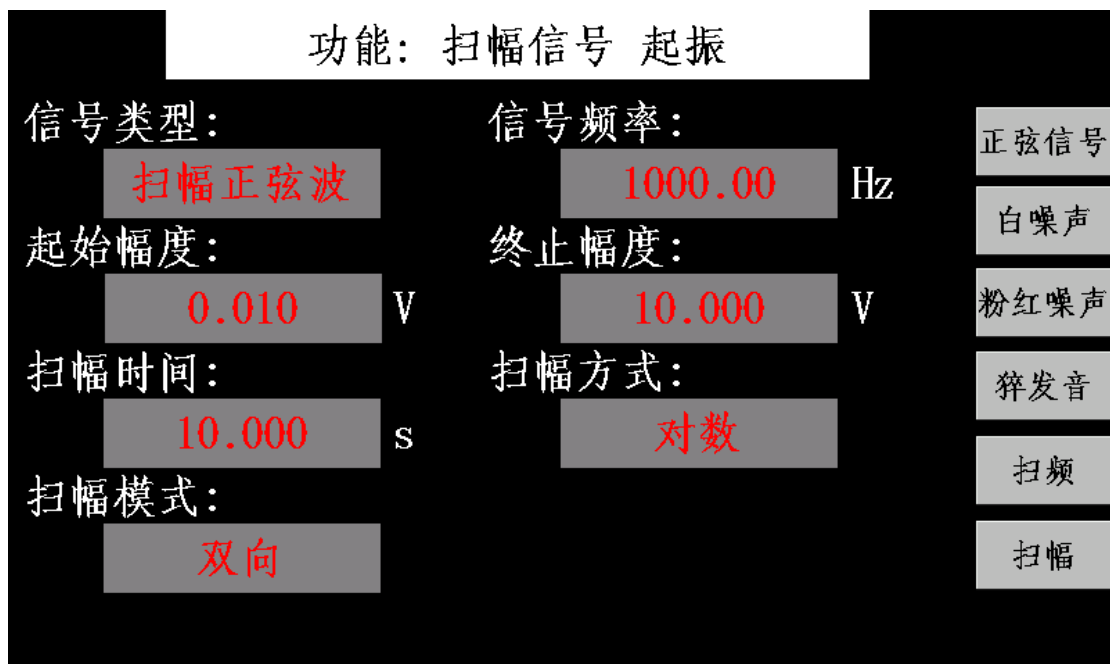 功能: 扫幅信号 起振
信号类型:
扫幅正弦波
信号频率:
1000.00 Hz
起始幅度:
0.010 V
终止幅度:
10.000 V
扫幅时间:
10.000 s
扫幅方式:
对数
扫幅模式:
双向
正弦信号
白噪声
粉红噪声
猝发音
扫频
扫幅